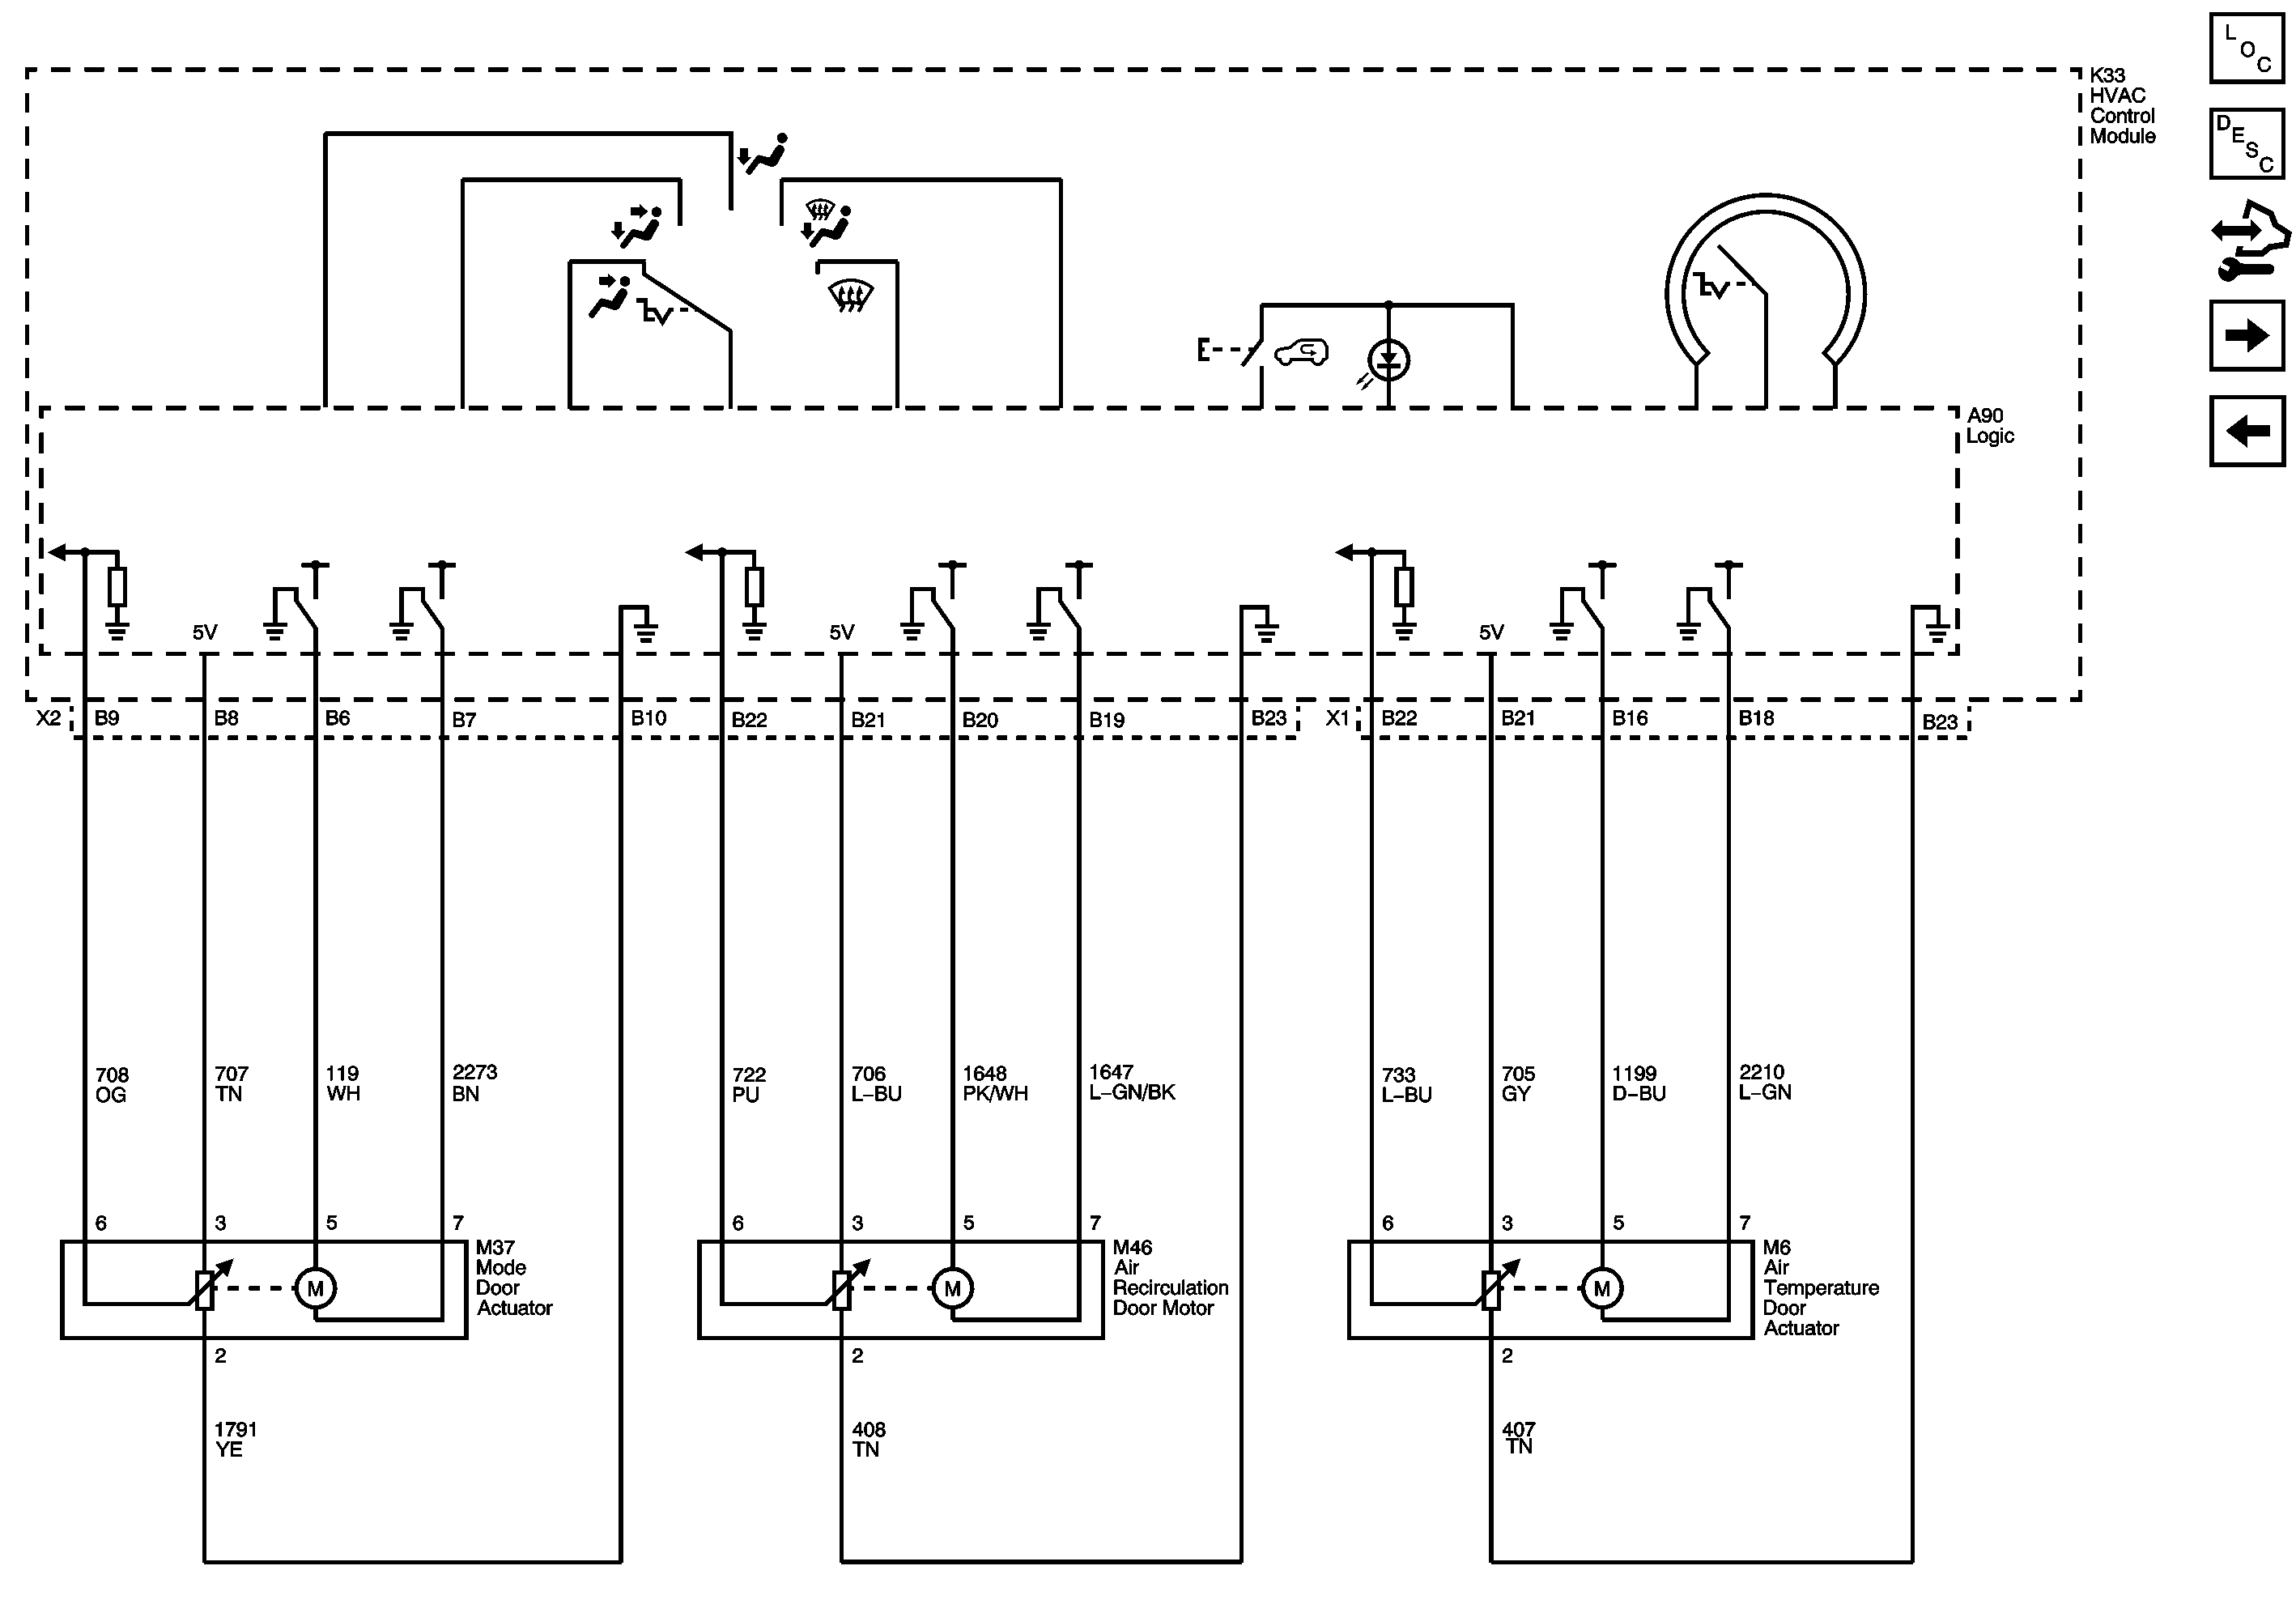 L
O
C
K33
HVAC
Control
Module
D
E
S
C
A90
Logic
5V
5V
5V
X2 B9 B8 B6 B7 B10 B22 B21 B20 B19 B23 X1 B22 B21 B16 B18 B23
708
OG
707
TN
119
WH
2273
BN
722
PU
706
L-BU
1648
PK/WH
1647
L-GN/BK
733
L-BU
705
GY
1199
D-BU
2210
L-GN
6 3 5 7 6 3 5 7 6 3 5 7
M
M37
Mode
Door
Actuator
M
M46
Air
Recirculation
Door Motor
M
M6
Air
Temperature
Door
Actuator
2 2 2
1791
YE
408
TN
407
TN